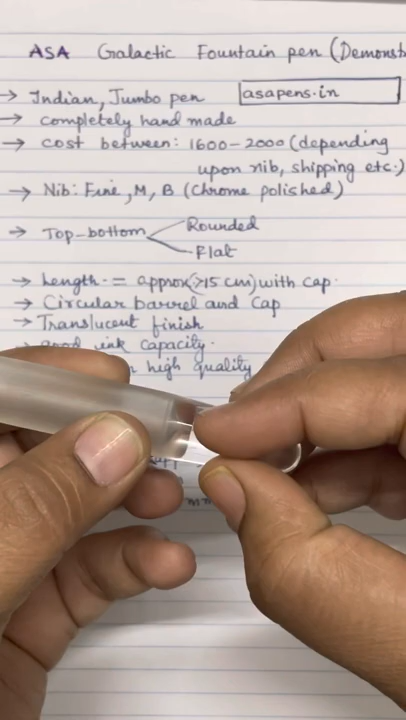 ASA Galactic Fountain pen (Demonst
→ Indian, Jumbo pen asapens.in
→ completely hand made
→ cost between: 1600-2000 (depending
upon nib, shipping etc.)
→ Nib: Fine, M, B (Chrome polished)
→ Top-bottom Rounded
Flat
→ Length = approx (>15 cm) with cap.
→ Circular barrel and Cap
→ Translucent finish
→ good ink capacity.
high quality